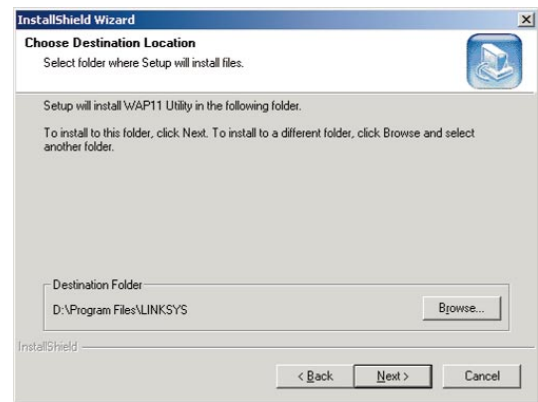 InstallShield Wizard
Choose Destination Location
Select folder where Setup will install files.
Setup will install WAP11 Utility in the following folder.
To install to this folder, click Next. To install to a different folder, click Browse and select
another folder.
Destination Folder
D:\Program Files\LINKSYS
Browse...
InstallShield
< Back
Next >
Cancel